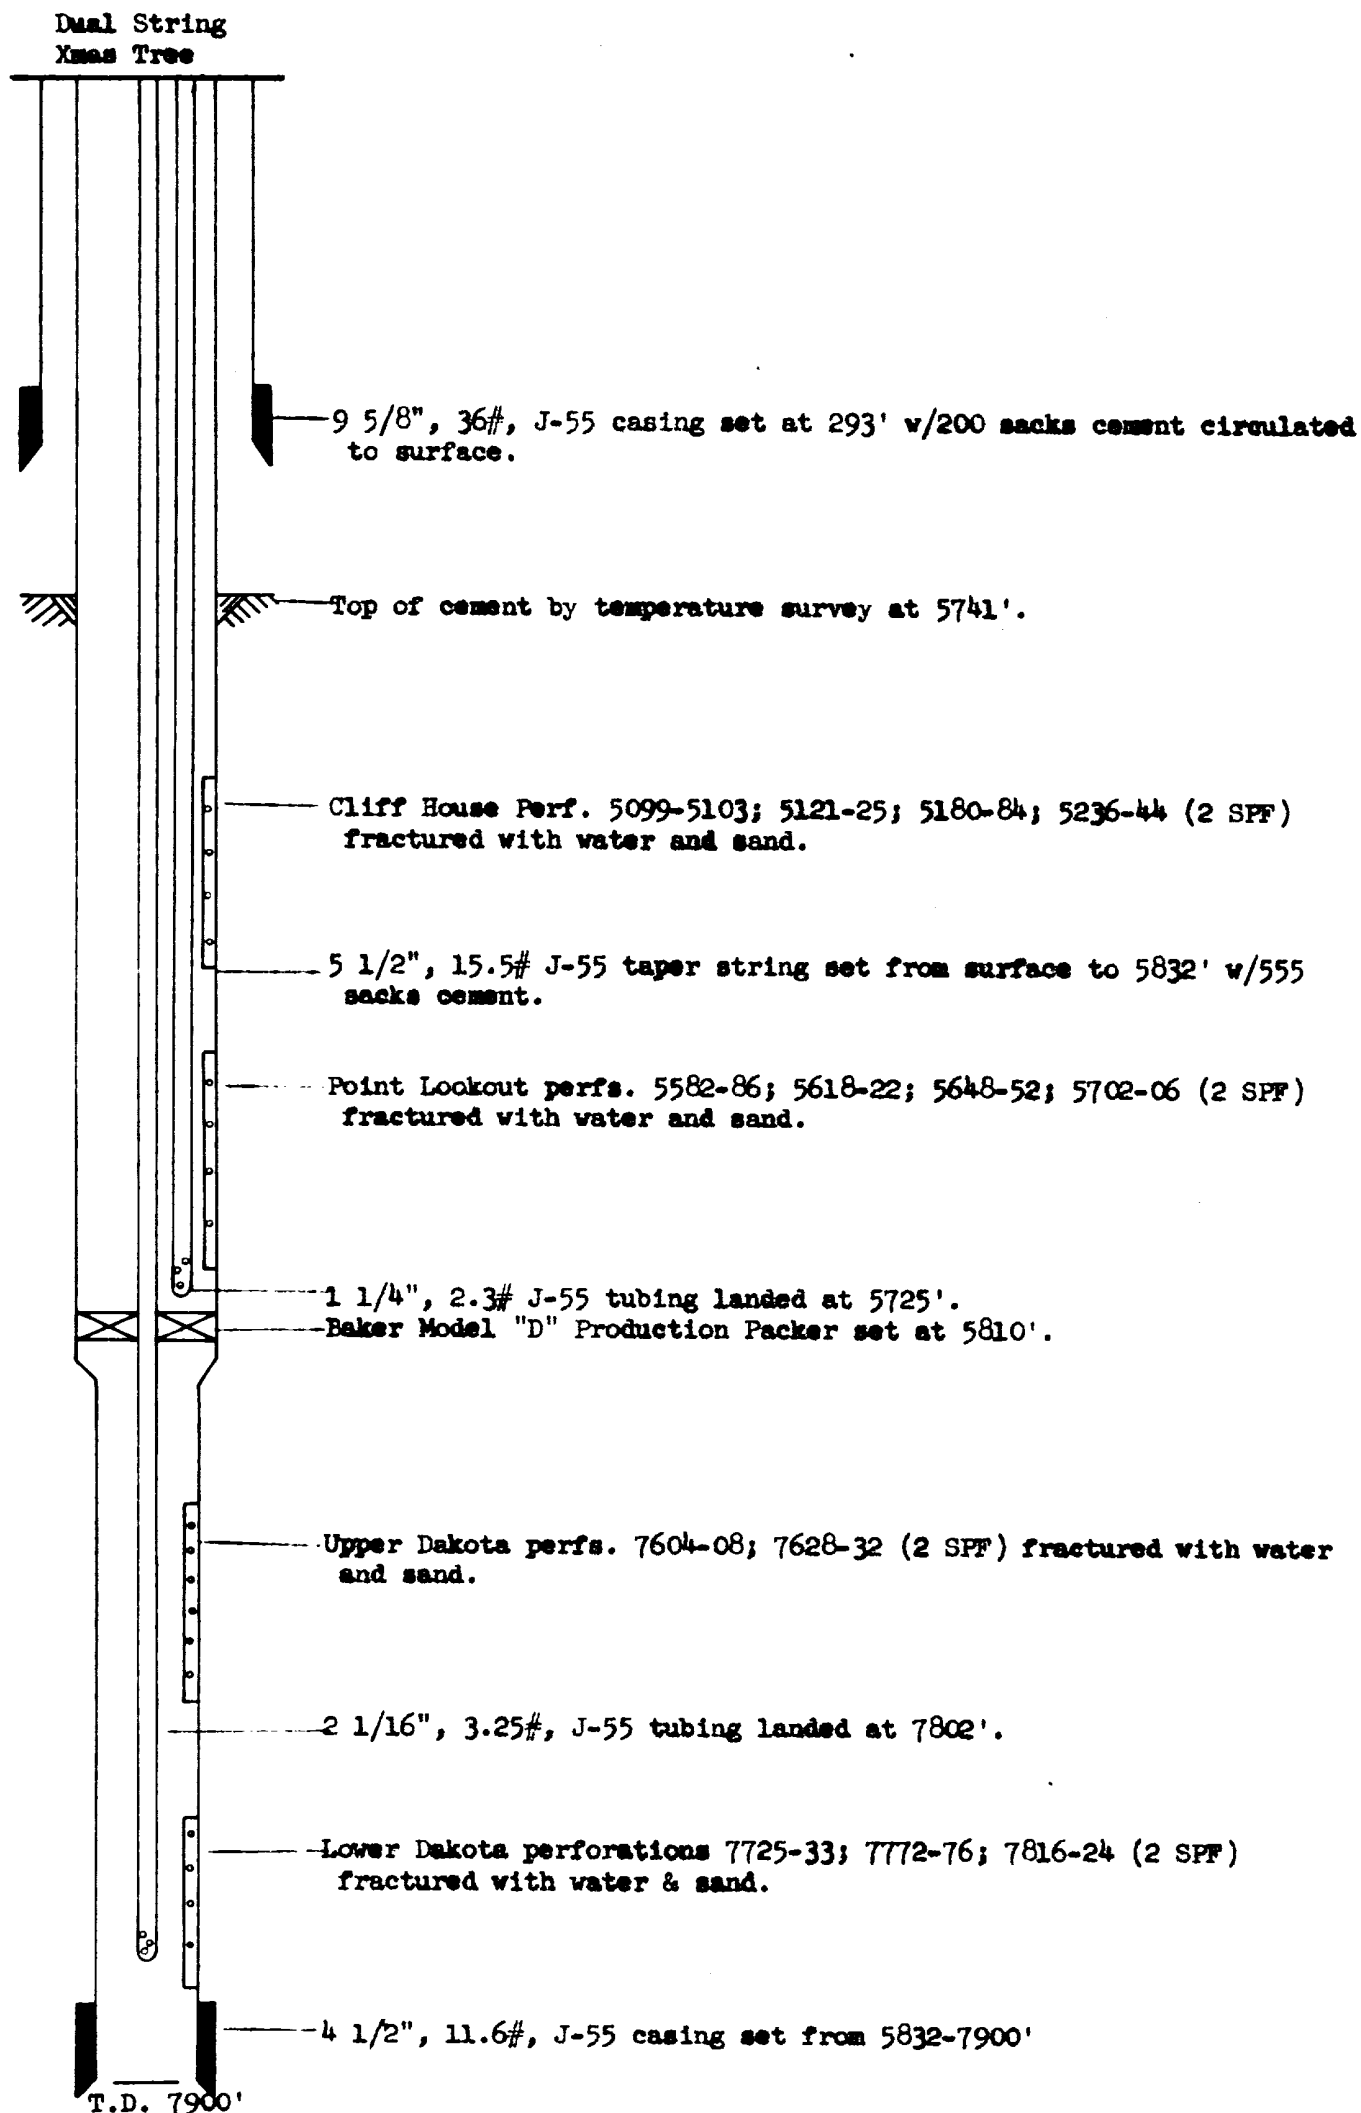 Dual String
Xmas Tree
9 5/8", 36#, J-55 casing set at 293' w/200 sacks cement circulated
to surface.
Top of cement by temperature survey at 5741'.
Cliff House Perf. 5099-5103; 5121-25; 5180-84; 5236-44 (2 SPF)
fractured with water and sand.
5 1/2", 15.5# J-55 taper string set from surface to 5832' w/555
sacks cement.
Point Lookout perfs. 5582-86; 5618-22; 5648-52; 5702-06 (2 SPF)
fractured with water and sand.
1 1/4", 2.3# J-55 tubing landed at 5725'.
Baker Model "D" Production Packer set at 5810'.
Upper Dakota perfs. 7604-08; 7628-32 (2 SPF) fractured with water
and sand.
2 1/16", 3.25#, J-55 tubing landed at 7802'.
Lower Dakota perforations 7725-33; 7772-76; 7816-24 (2 SPF)
fractured with water & sand.
4 1/2", 11.6#, J-55 casing set from 5832-7900'
T.D. 7900'